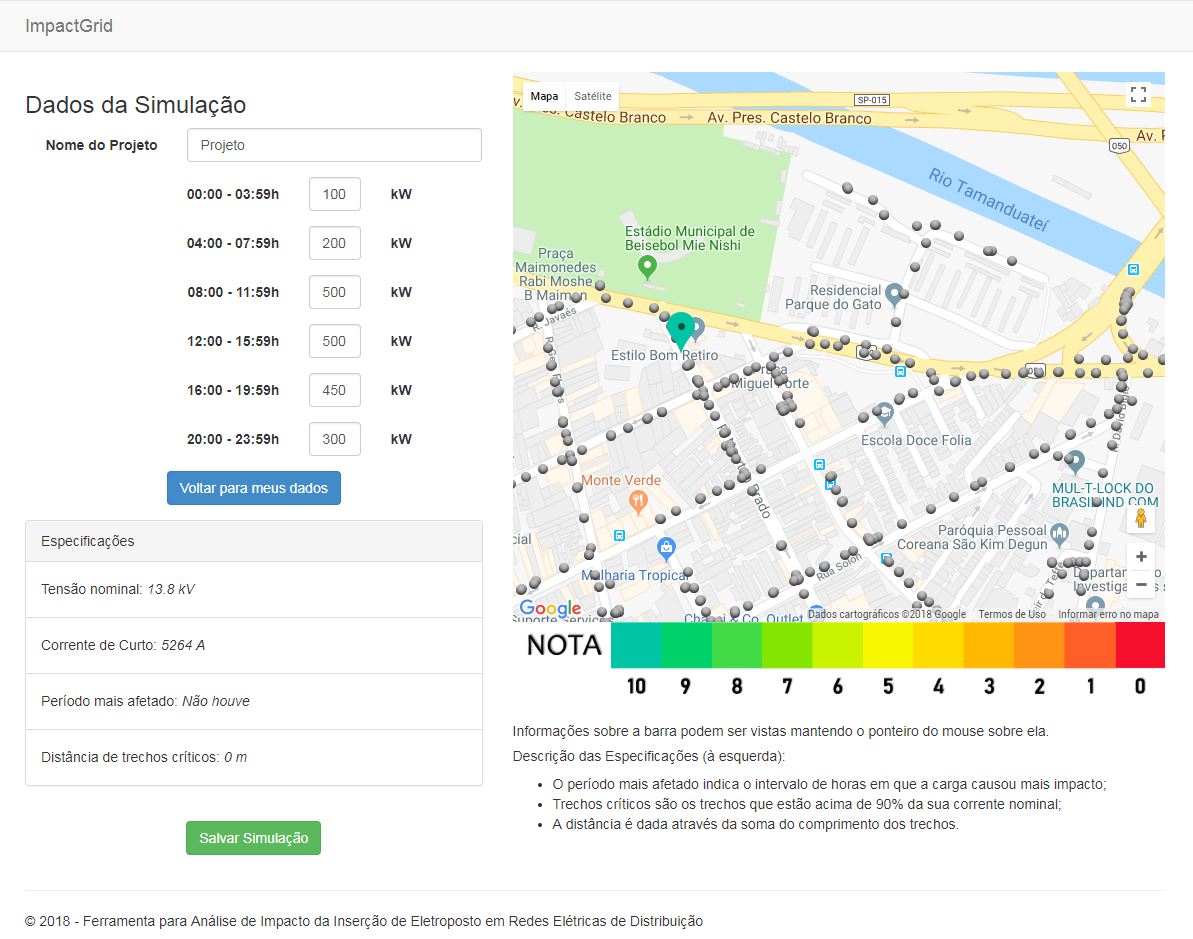 ImpactGrid
Dados da Simulação
Nome do Projeto Projeto
00:00 - 03:59h 100 kW
04:00 - 07:59h 200 kW
08:00 - 11:59h 500 kW
12:00 - 15:59h 500 kW
16:00 - 19:59h 450 kW
20:00 - 23:59h 300 kW
Voltar para meus dados
Especificações
Tensão nominal: 13.8 kV
Corrente de Curto: 5264 A
Período mais afetado: Não houve
Distância de trechos críticos: 0 m
Salvar Simulação
Mapa Satélite
SP-015
Castelo Branco
Av. Pres. Castelo Branco
Av.
050
Rio Tamanduateí
Estádio Municipal de
Beisebol Mie Nishi
Praça
Maimonedes
Rabi Moshe
B Maimon
R. Javaés
Residencial
Parque do Gato
Estilo Bom Retiro
Miguel
Escola Doce Folia
Monte Verde
Prado
MUL-T-LOCK DO
BRASIL IND COM
Paróquia Pessoal
Coreana São Kim Degun
Malharia Tropical
Rua Solon
Google
Dados cartográficos ©2018 Google Termos de Uso Informar erro no mapa
NOTA
10 9 8 7 6 5 4 3 2 1 0
Informações sobre a barra podem ser vistas mantendo o ponteiro do mouse sobre ela.
Descrição das Especificações (à esquerda):
• O período mais afetado indica o intervalo de horas em que a carga causou mais impacto;
• Trechos críticos são os trechos que estão acima de 90% da sua corrente nominal;
• A distância é dada através da soma do comprimento dos trechos.
© 2018 - Ferramenta para Análise de Impacto da Inserção de Eletroposto em Redes Elétricas de Distribuição